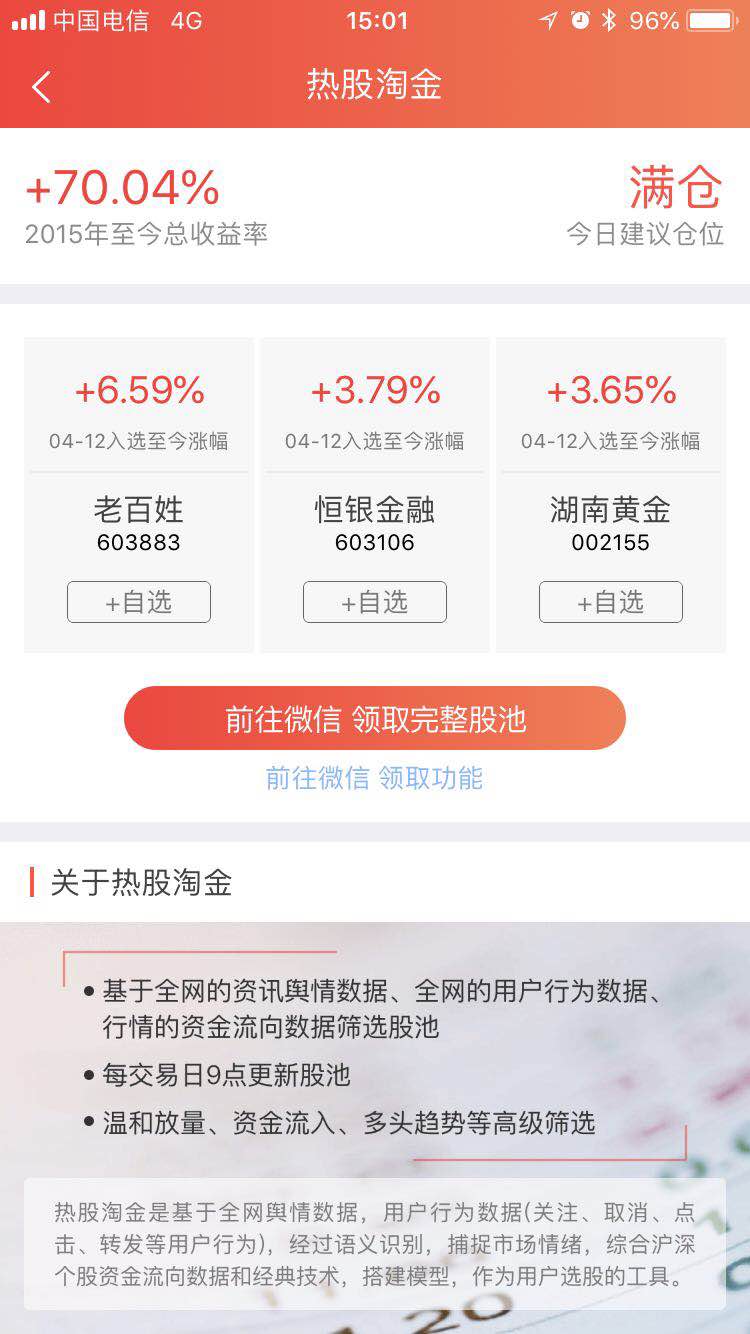 中国电信 4G 15:01 96%
热股淘金
+70.04% 满仓
2015年至今总收益率 今日建议仓位
+6.59% +3.79% +3.65%
04-12入选至今涨幅 04-12入选至今涨幅 04-12入选至今涨幅
老百姓 恒银金融 湖南黄金
603883 603106 002155
+自选 +自选 +自选
前往微信 领取完整股池
前往微信 领取功能
关于热股淘金
基于全网的资讯舆情数据、全网的用户行为数据、
行情的资金流向数据筛选股池
每交易日9点更新股池
温和放量、资金流入、多头趋势等高级筛选
热股淘金是基于全网舆情数据，用户行为数据(关注、取消、点
击、转发等用户行为)，经过语义识别，捕捉市场情绪，综合沪深
个股资金流向数据和经典技术，搭建模型，作为用户选股的工具。
20